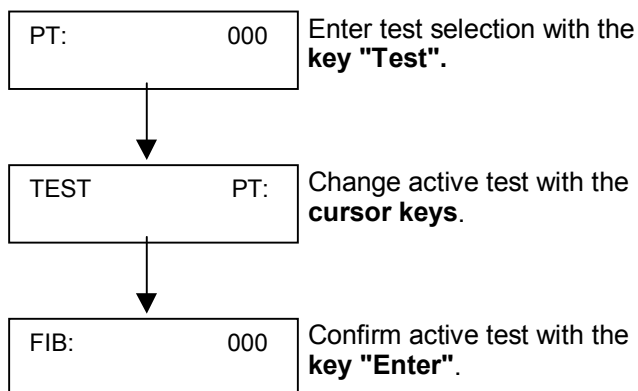 PT: 000
Enter test selection with the
key "Test".
TEST PT:
Change active test with the
cursor keys.
FIB: 000
Confirm active test with the
key "Enter".